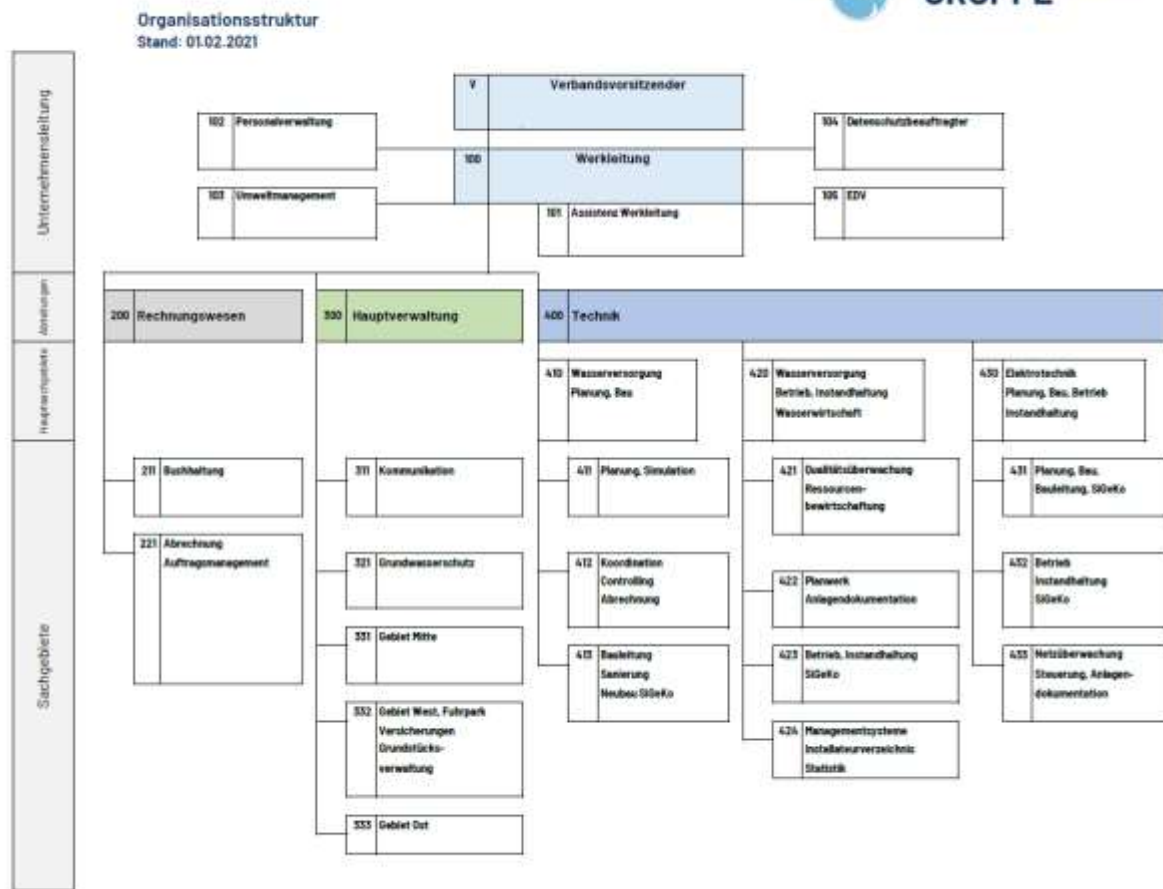 Organisationsstruktur
Stand: 01.02.2021
GRUPPE
Unternehmensleitung
V Verbandsvorsitzender
102 Personalverwaltung
104 Datenschutzbeauftragter
100 Werkleitung
103 Umweltmanagement
101 Assistenz Werkleitung
105 EDV
Abteilungen
200 Rechnungswesen
300 Hauptverwaltung
400 Technik
Hauptsachgebiete
410 Wasserversorgung
Planung, Bau
420 Wasserversorgung
Betrieb, Instandhaltung
Wasserwirtschaft
430 Elektrotechnik
Planung, Bau, Betrieb
Instandhaltung
Sachgebiete
211 Buchhaltung
221 Abrechnung
Auftragsmanagement
311 Kommunikation
321 Grundwasserschutz
331 Gebiet Mitte
332 Gebiet West, Fuhrpark
Versicherungen
Grundstücks-
verwaltung
333 Gebiet Ost
411 Planung, Simulation
412 Koordination
Controlling
Abrechnung
413 Bauleitung
Sanierung
Neubau SiGeKo
421 Qualitätsüberwachung
Ressourcen-
bewirtschaftung
422 Planwerk
Anlagendokumentation
423 Betrieb, Instandhaltung
SiGeKo
424 Managementsysteme
Installateurverzeichnis
Statistik
431 Planung, Bau,
Bauleitung, SiGeKo
432 Betrieb
Instandhaltung
SiGeKo
433 Netzüberwachung
Steuerung, Anlagen-
dokumentation